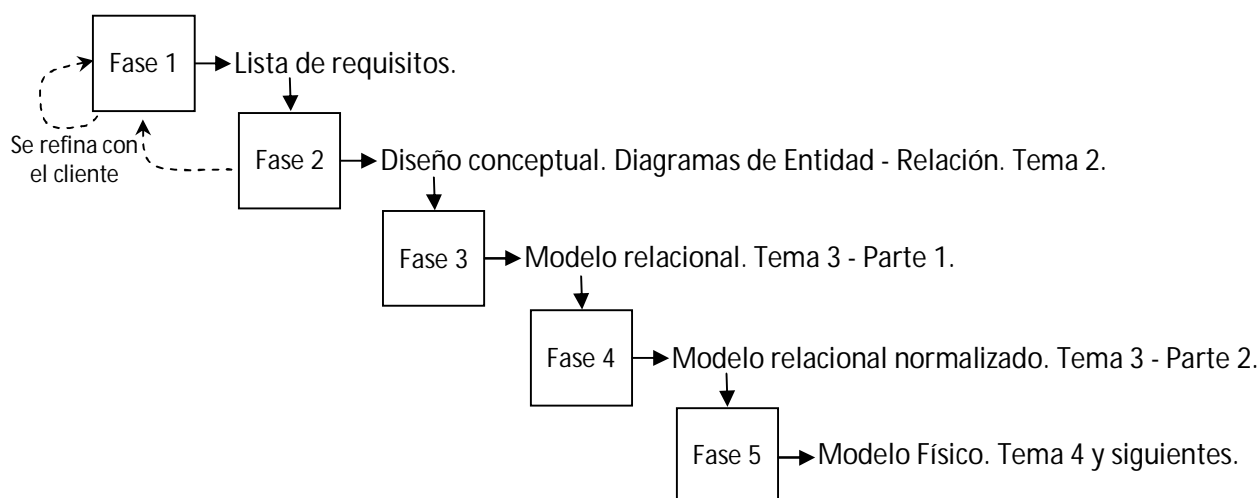 Fase 1
Lista de requisitos.
Se refina con
el cliente
Fase 2
Diseño conceptual. Diagramas de Entidad - Relación. Tema 2.
Fase 3
Modelo relacional. Tema 3 - Parte 1.
Fase 4
Modelo relacional normalizado. Tema 3 - Parte 2.
Fase 5
Modelo Físico. Tema 4 y siguientes.